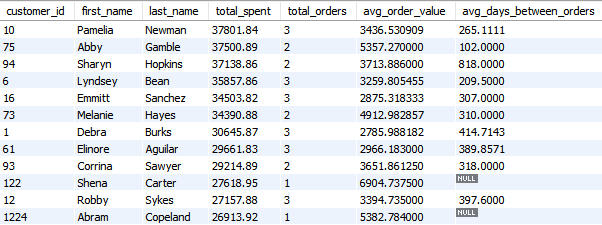 customer_id first_name last_name total_spent total_orders avg_order_value avg_days_between_orders
10 Pamelia Newman 37801.84 3 3436.530909 265.1111
75 Abby Gamble 37500.89 2 5357.270000 102.0000
94 Sharyn Hopkins 37138.86 2 3713.886000 818.0000
6 Lyndsey Bean 35857.86 3 3259.805455 209.5000
16 Emmitt Sanchez 34503.82 3 2875.318333 307.0000
73 Melanie Hayes 34390.88 2 4912.982857 310.0000
1 Debra Burks 30645.87 3 2785.988182 414.7143
61 Elinore Aguilar 29661.83 3 2966.183000 389.8571
93 Corrina Sawyer 29214.89 2 3651.861250 318.0000
122 Shena Carter 27618.95 1 6904.737500 NULL
12 Robby Sykes 27157.88 3 3394.735000 397.6000
1224 Abram Copeland 26913.92 1 5382.784000 NULL